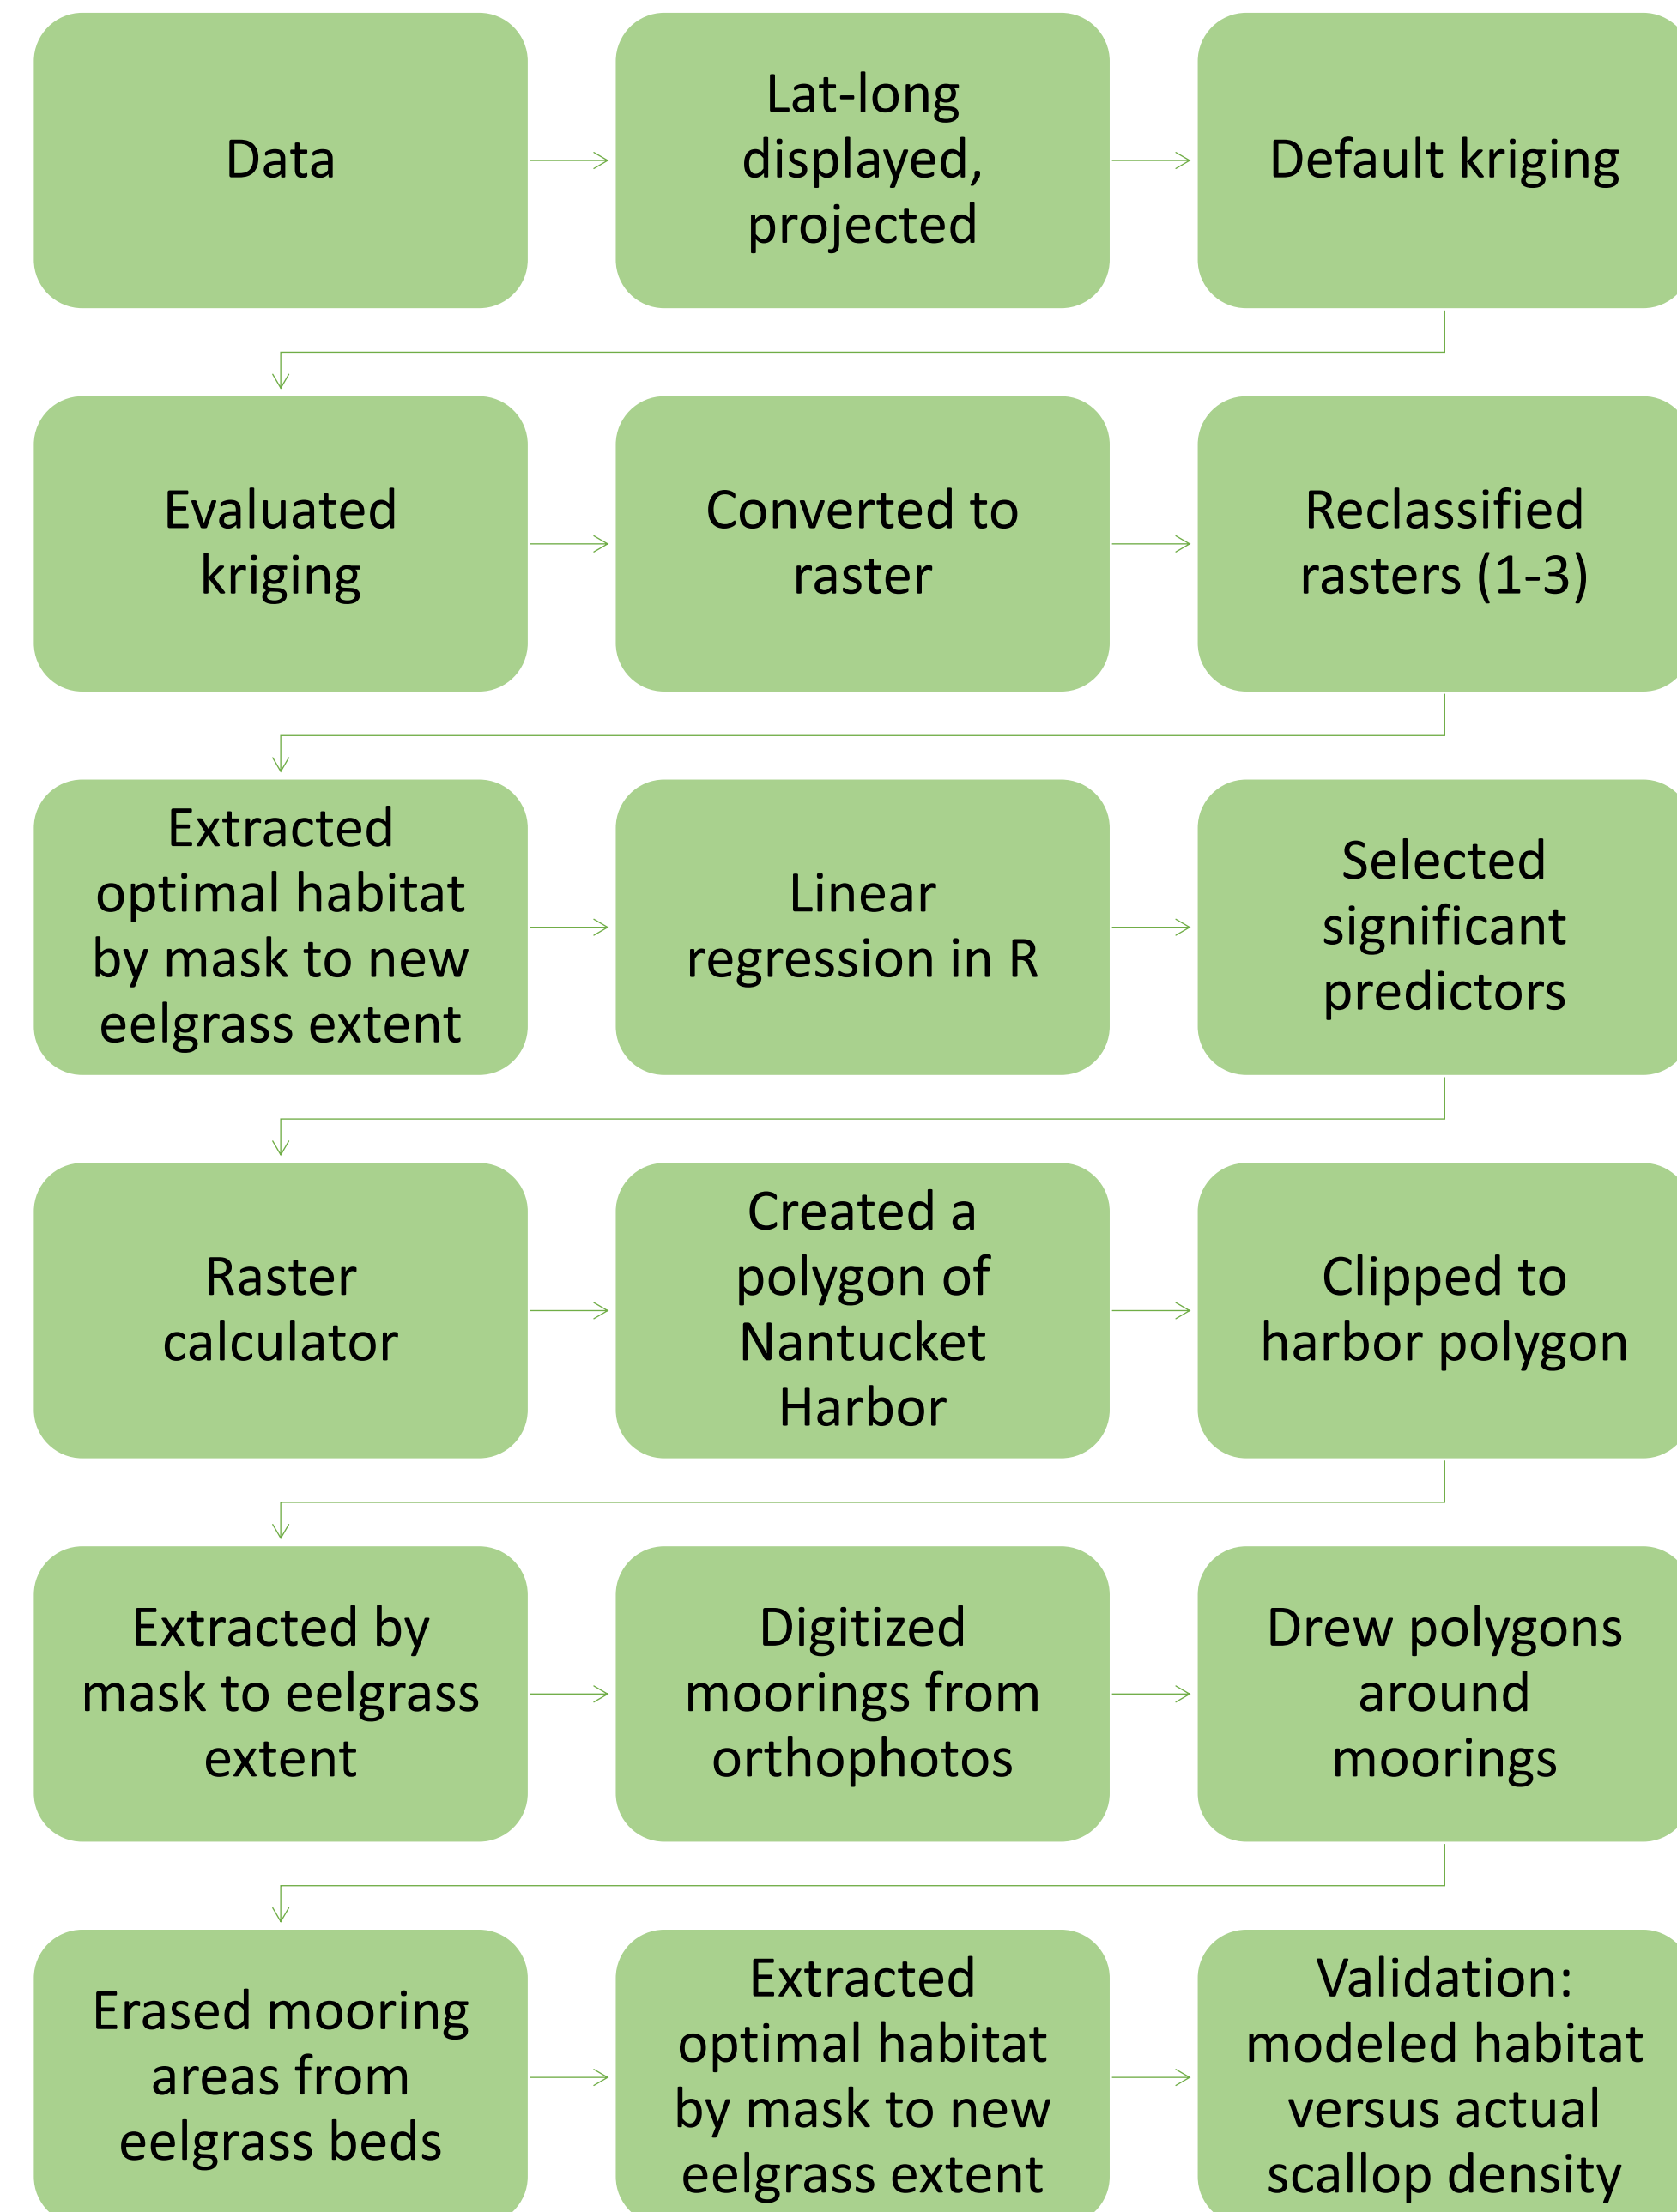 Data
Lat-long
displayed,
projected
Default kriging
Evaluated
kriging
Converted to
raster
Reclassified
rasters (1-3)
Extracted
optimal habitat
by mask to new
eelgrass extent
Linear
regression in R
Selected
significant
predictors
Raster
calculator
Created a
polygon of
Nantucket
Harbor
Clipped to
harbor polygon
Extracted by
mask to eelgrass
extent
Digitized
moorings from
orthophotos
Drew polygons
around
moorings
Erased mooring
areas from
eelgrass beds
Extracted
optimal habitat
by mask to new
eelgrass extent
Validation:
modeled habitat
versus actual
scallop density